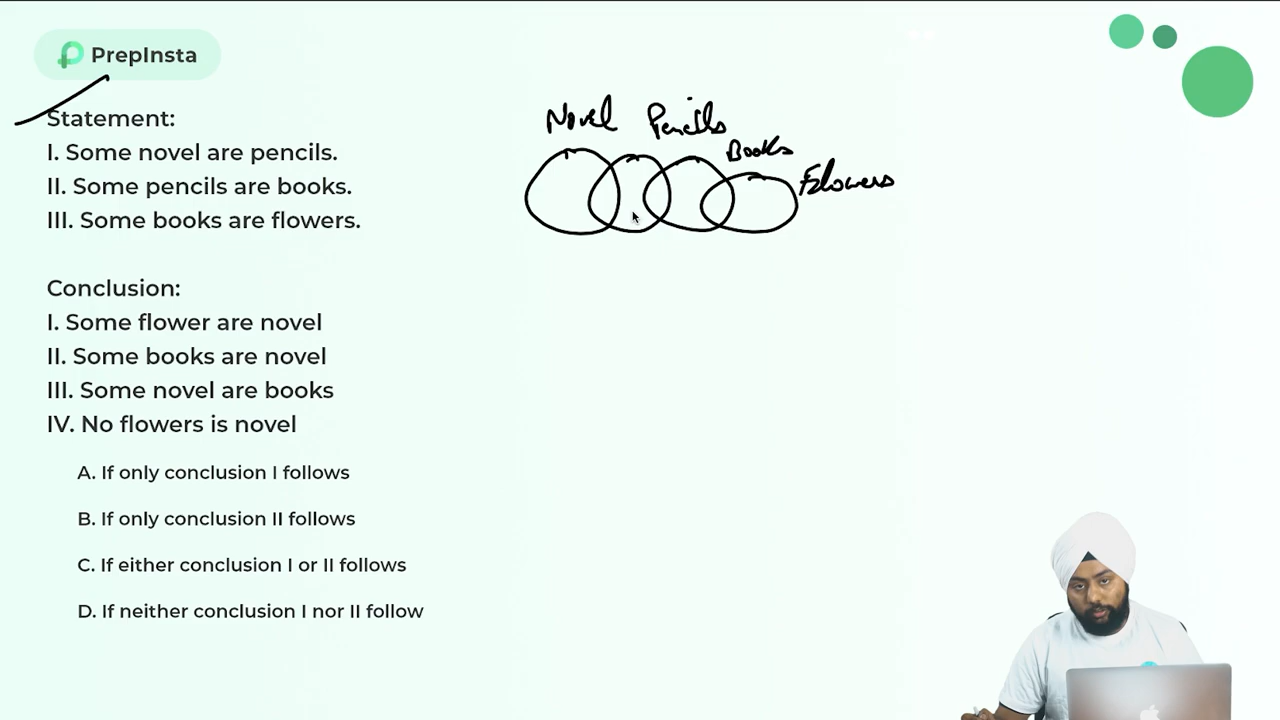 PrepInsta
Statement:
I. Some novel are pencils.
II. Some pencils are books.
III. Some books are flowers.
Conclusion:
I. Some flower are novel
II. Some books are novel
III. Some novel are books
IV. No flowers is novel
A. If only conclusion I follows
B. If only conclusion II follows
C. If either conclusion I or II follows
D. If neither conclusion I nor II follow
Novel Pencils
Books
Flowers